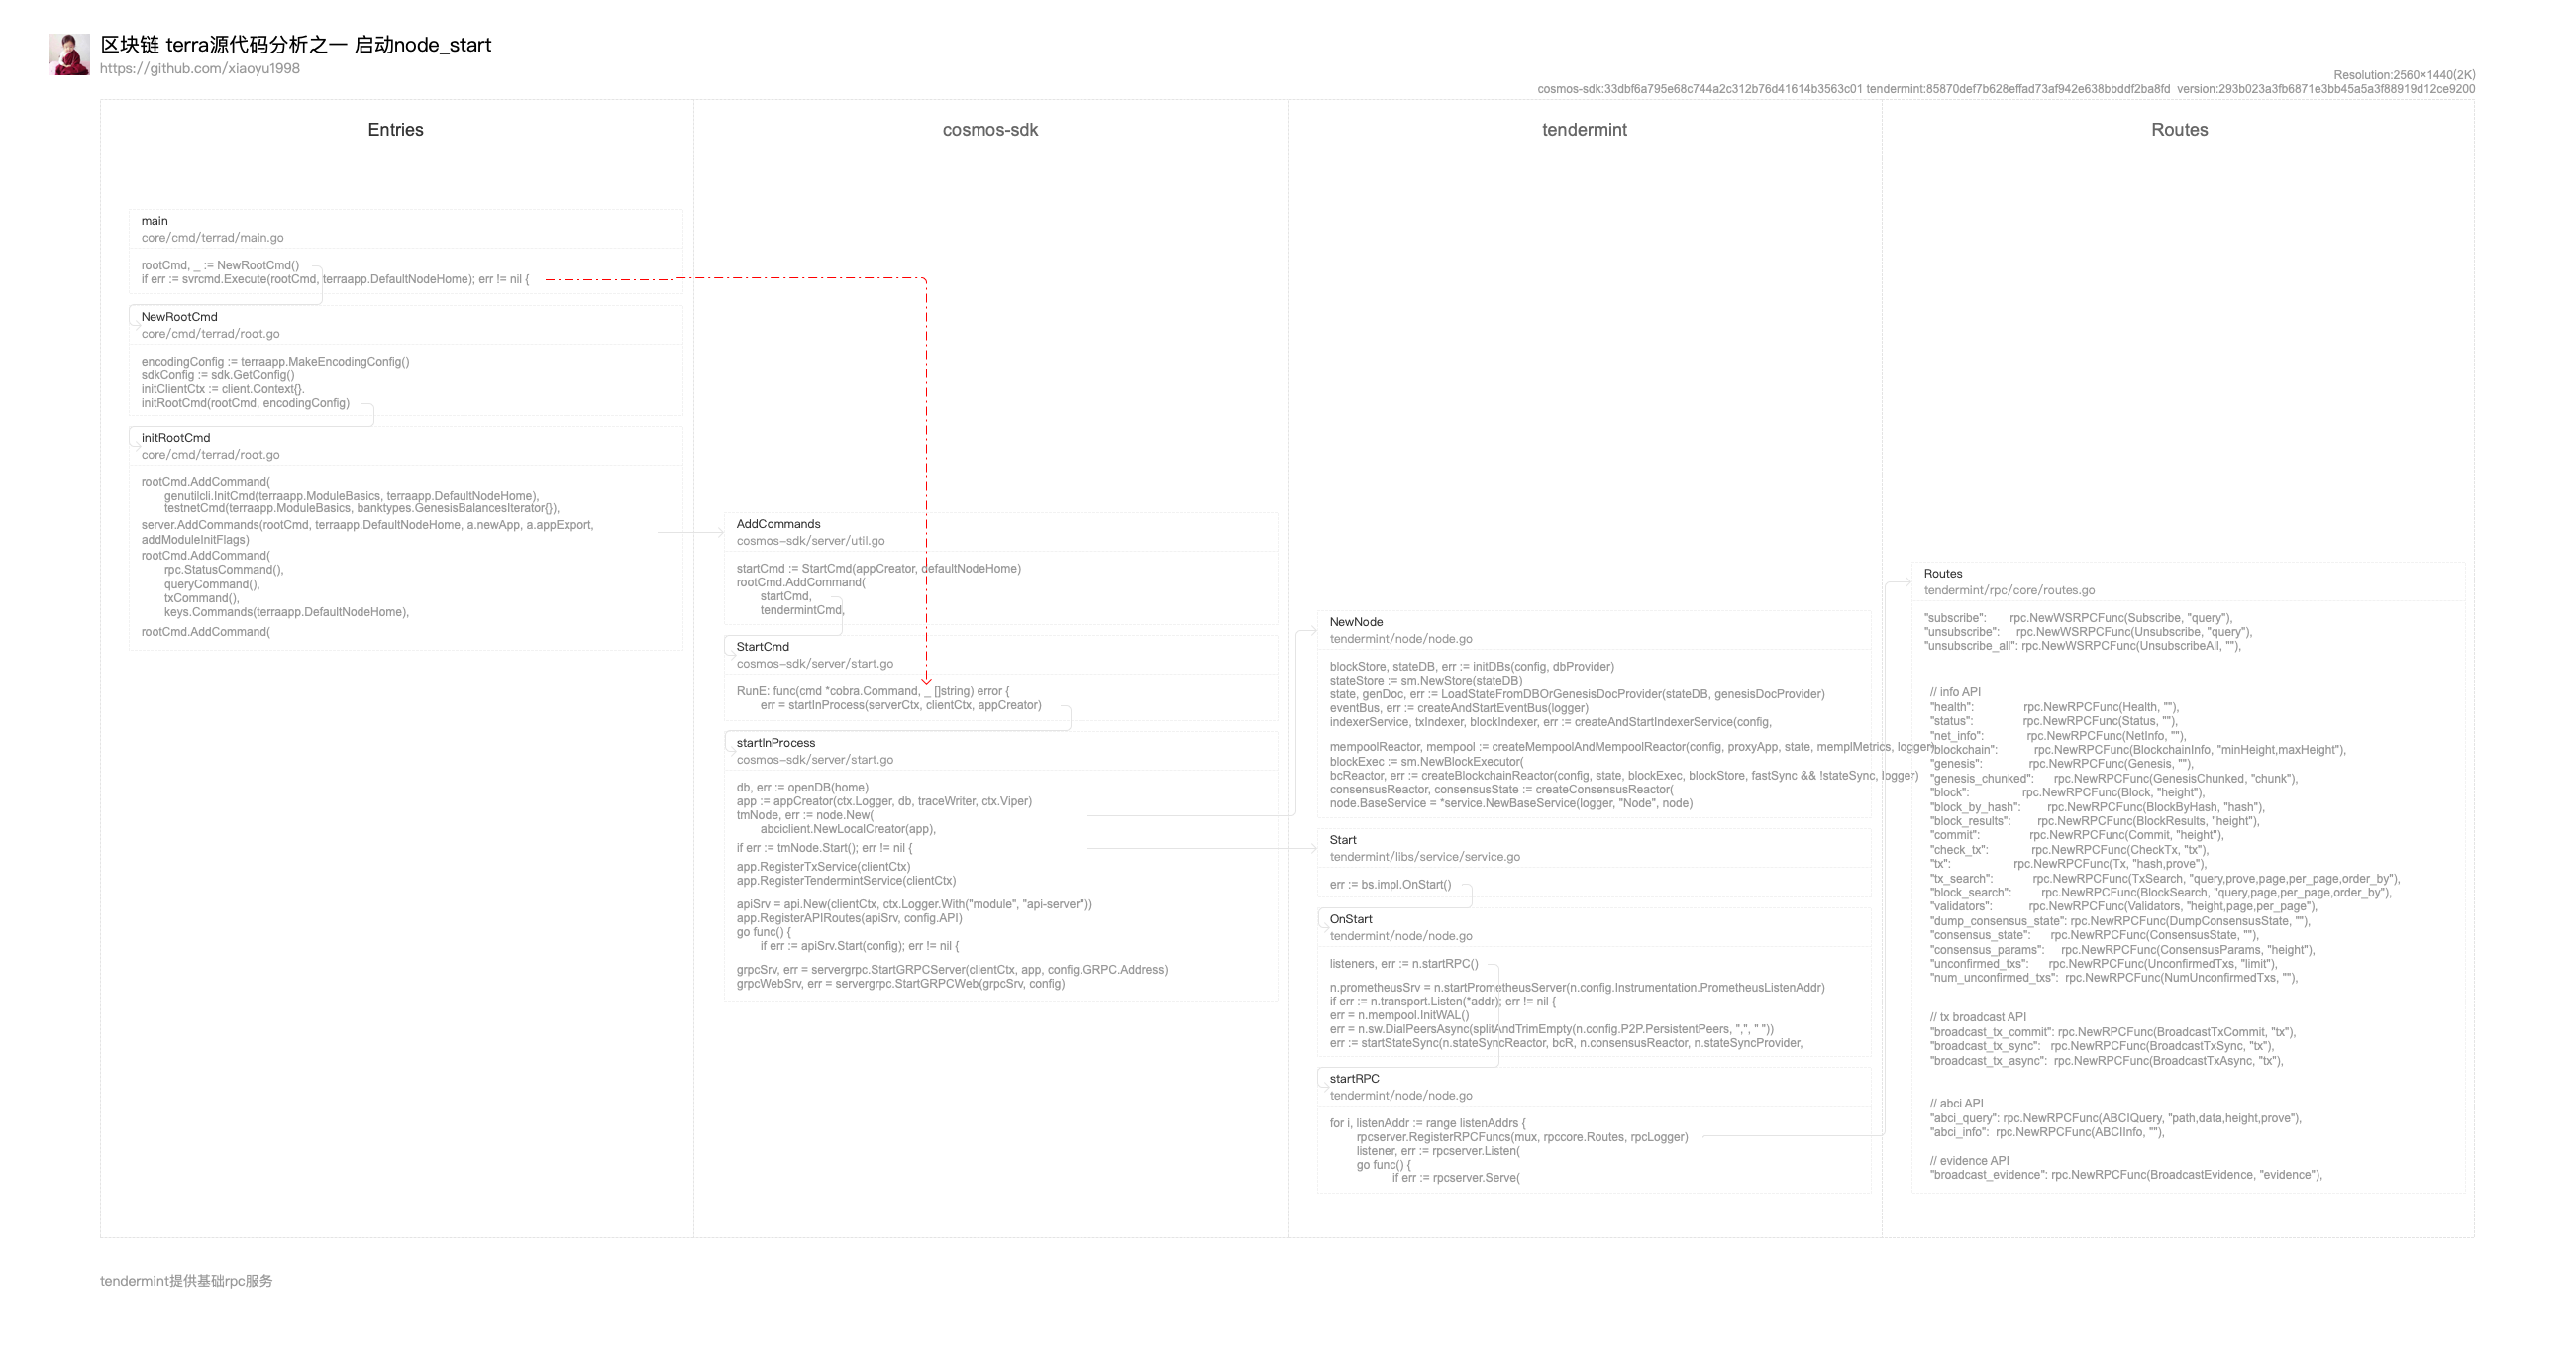 区块链 terra源代码分析之一 启动node_start
https://github.com/xiaoyu1998
Resolution:2560×1440(2K)
cosmos-sdk:33dbf6a795e68c744a2c312b76d41614b3563c01 tendermint:85870def7b628effad73af942e638bbddf2ba8fd version:293b023a3fb6871e3bb45a5a3f88919d12ce9200
Entries
main
core/cmd/terrad/main.go
rootCmd, _ := NewRootCmd()
if err := svrcmd.Execute(rootCmd, terraapp.DefaultNodeHome); err != nil {
NewRootCmd
core/cmd/terrad/root.go
encodingConfig := terraapp.MakeEncodingConfig()
sdkConfig := sdk.GetConfig()
initClientCtx := client.Context{}.
initRootCmd(rootCmd, encodingConfig)
initRootCmd
core/cmd/terrad/root.go
rootCmd.AddCommand(
genutilcli.InitCmd(terraapp.ModuleBasics, terraapp.DefaultNodeHome),
testnetCmd(terraapp.ModuleBasics, banktypes.GenesisBalancesIterator{}),
server.AddCommands(rootCmd, terraapp.DefaultNodeHome, a.newApp, a.appExport,
addModuleInitFlags)
rootCmd.AddCommand(
rpc.StatusCommand(),
queryCommand(),
txCommand(),
keys.Commands(terraapp.DefaultNodeHome),
rootCmd.AddCommand(
cosmos-sdk
AddCommands
cosmos-sdk/server/util.go
startCmd := StartCmd(appCreator, defaultNodeHome)
rootCmd.AddCommand(
startCmd,
tendermintCmd,
StartCmd
cosmos-sdk/server/start.go
RunE: func(cmd *cobra.Command, _ []string) error {
err = startInProcess(serverCtx, clientCtx, appCreator)
startInProcess
cosmos-sdk/server/start.go
db, err := openDB(home)
app := appCreator(ctx.Logger, db, traceWriter, ctx.Viper)
tmNode, err := node.New(
abciclient.NewLocalCreator(app),
if err := tmNode.Start(); err != nil {
app.RegisterTxService(clientCtx)
app.RegisterTendermintService(clientCtx)
apiSrv = api.New(clientCtx, ctx.Logger.With("module", "api-server"))
app.RegisterAPIRoutes(apiSrv, config.API)
go func() {
if err := apiSrv.Start(config); err != nil {
grpcSrv, err = servergrpc.StartGRPCServer(clientCtx, app, config.GRPC.Address)
grpcWebSrv, err = servergrpc.StartGRPCWeb(grpcSrv, config)
tendermint
NewNode
tendermint/node/node.go
blockStore, stateDB, err := initDBs(config, dbProvider)
stateStore := sm.NewStore(stateDB)
state, genDoc, err := LoadStateFromDBOrGenesisDocProvider(stateDB, genesisDocProvider)
eventBus, err := createAndStartEventBus(logger)
indexerService, txIndexer, blockIndexer, err := createAndStartIndexerService(config,
mempoolReactor, mempool := createMempoolAndMempoolReactor(config, proxyApp, state, memplMetrics, logger)
blockExec := sm.NewBlockExecutor(
bcReactor, err := createBlockchainReactor(config, state, blockExec, blockStore, fastSync && !stateSync, logger)
consensusReactor, consensusState := createConsensusReactor(
node.BaseService = *service.NewBaseService(logger, "Node", node)
Start
tendermint/libs/service/service.go
err := bs.impl.OnStart()
OnStart
tendermint/node/node.go
listeners, err := n.startRPC()
n.prometheusSrv = n.startPrometheusServer(n.config.Instrumentation.PrometheusListenAddr)
if err := n.transport.Listen(*addr); err != nil {
err = n.mempool.InitWAL()
err = n.sw.DialPeersAsync(splitAndTrimEmpty(n.config.P2P.PersistentPeers, ",", " "))
err := startStateSync(n.stateSyncReactor, bcR, n.consensusReactor, n.stateSyncProvider,
startRPC
tendermint/node/node.go
for i, listenAddr := range listenAddrs {
rpcserver.RegisterRPCFuncs(mux, rpccore.Routes, rpcLogger)
listener, err := rpcserver.Listen(
go func() {
if err := rpcserver.Serve(
Routes
Routes
tendermint/rpc/core/routes.go
"subscribe": rpc.NewWSRPCFunc(Subscribe, "query"),
"unsubscribe": rpc.NewWSRPCFunc(Unsubscribe, "query"),
"unsubscribe_all": rpc.NewWSRPCFunc(UnsubscribeAll, ""),
// info API
"health": rpc.NewRPCFunc(Health, ""),
"status": rpc.NewRPCFunc(Status, ""),
"net_info": rpc.NewRPCFunc(NetInfo, ""),
"blockchain": rpc.NewRPCFunc(BlockchainInfo, "minHeight,maxHeight"),
"genesis": rpc.NewRPCFunc(Genesis, ""),
"genesis_chunked": rpc.NewRPCFunc(GenesisChunked, "chunk"),
"block": rpc.NewRPCFunc(Block, "height"),
"block_by_hash": rpc.NewRPCFunc(BlockByHash, "hash"),
"block_results": rpc.NewRPCFunc(BlockResults, "height"),
"commit": rpc.NewRPCFunc(Commit, "height"),
"check_tx": rpc.NewRPCFunc(CheckTx, "tx"),
"tx": rpc.NewRPCFunc(Tx, "hash,prove"),
"tx_search": rpc.NewRPCFunc(TxSearch, "query,prove,page,per_page,order_by"),
"block_search": rpc.NewRPCFunc(BlockSearch, "query,page,per_page,order_by"),
"validators": rpc.NewRPCFunc(Validators, "height,page,per_page"),
"dump_consensus_state": rpc.NewRPCFunc(DumpConsensusState, ""),
"consensus_state": rpc.NewRPCFunc(ConsensusState, ""),
"consensus_params": rpc.NewRPCFunc(ConsensusParams, "height"),
"unconfirmed_txs": rpc.NewRPCFunc(UnconfirmedTxs, "limit"),
"num_unconfirmed_txs": rpc.NewRPCFunc(NumUnconfirmedTxs, ""),
// tx broadcast API
"broadcast_tx_commit": rpc.NewRPCFunc(BroadcastTxCommit, "tx"),
"broadcast_tx_sync": rpc.NewRPCFunc(BroadcastTxSync, "tx"),
"broadcast_tx_async": rpc.NewRPCFunc(BroadcastTxAsync, "tx"),
// abci API
"abci_query": rpc.NewRPCFunc(ABCIQuery, "path,data,height,prove"),
"abci_info": rpc.NewRPCFunc(ABCIInfo, ""),
// evidence API
"broadcast_evidence": rpc.NewRPCFunc(BroadcastEvidence, "evidence"),
tendermint提供基础rpc服务